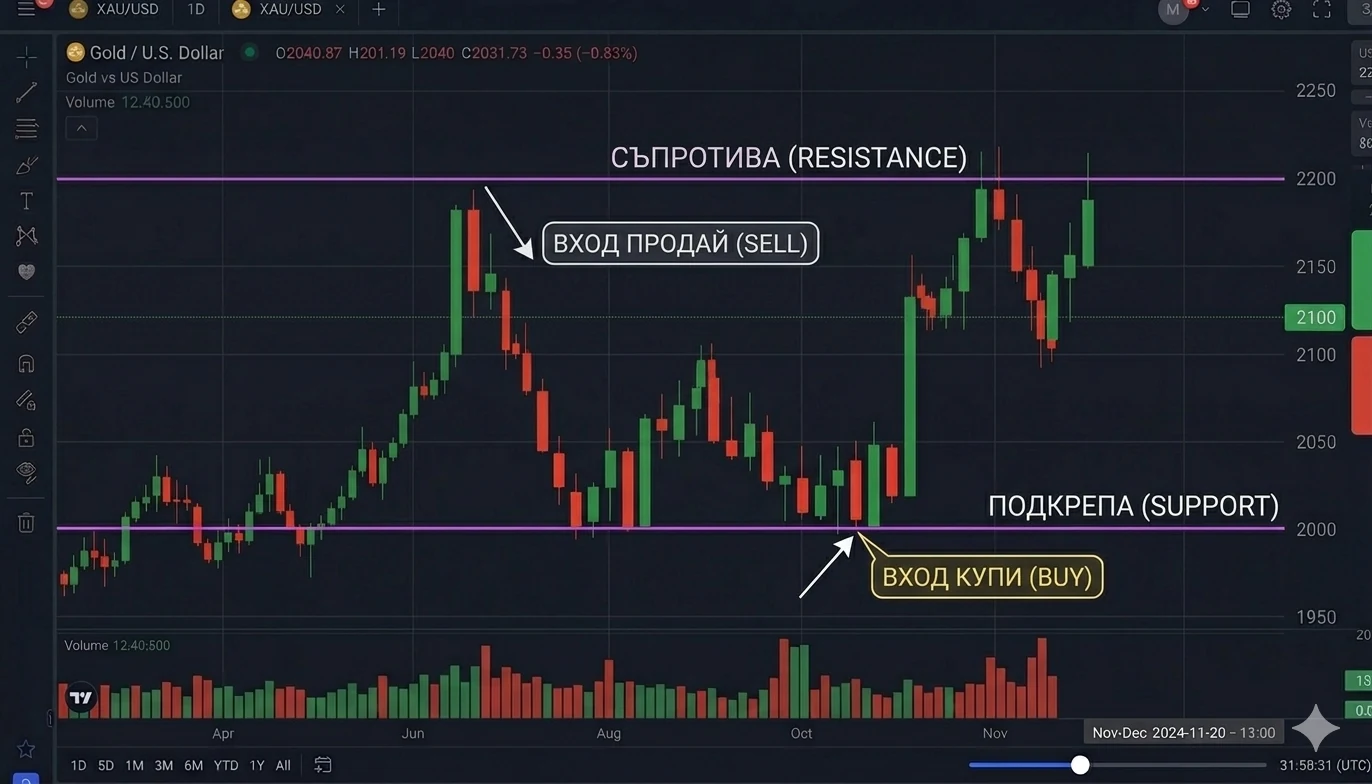 XAU/USD 1D XAU/USD
M
Gold / U.S. Dollar O2040.87 H201.19 L2040 C2031.73 −0.35 (−0.83%)
Gold vs US Dollar
Volume 12.40.500
2250
СЪПРОТИВА (RESISTANCE)
2200
ВХОД ПРОДАЙ (SELL)
2150
2100
2100
2050
ПОДКРЕПА (SUPPORT)
2000
ВХОД КУПИ (BUY)
1950
Volume 12.40:500
Apr Jun Aug Oct Nov
Nov-Dec 2024-11-20 – 13:00
1D 5D 1M 3M 6M YTD 1Y All
31:58:31 (UTC)